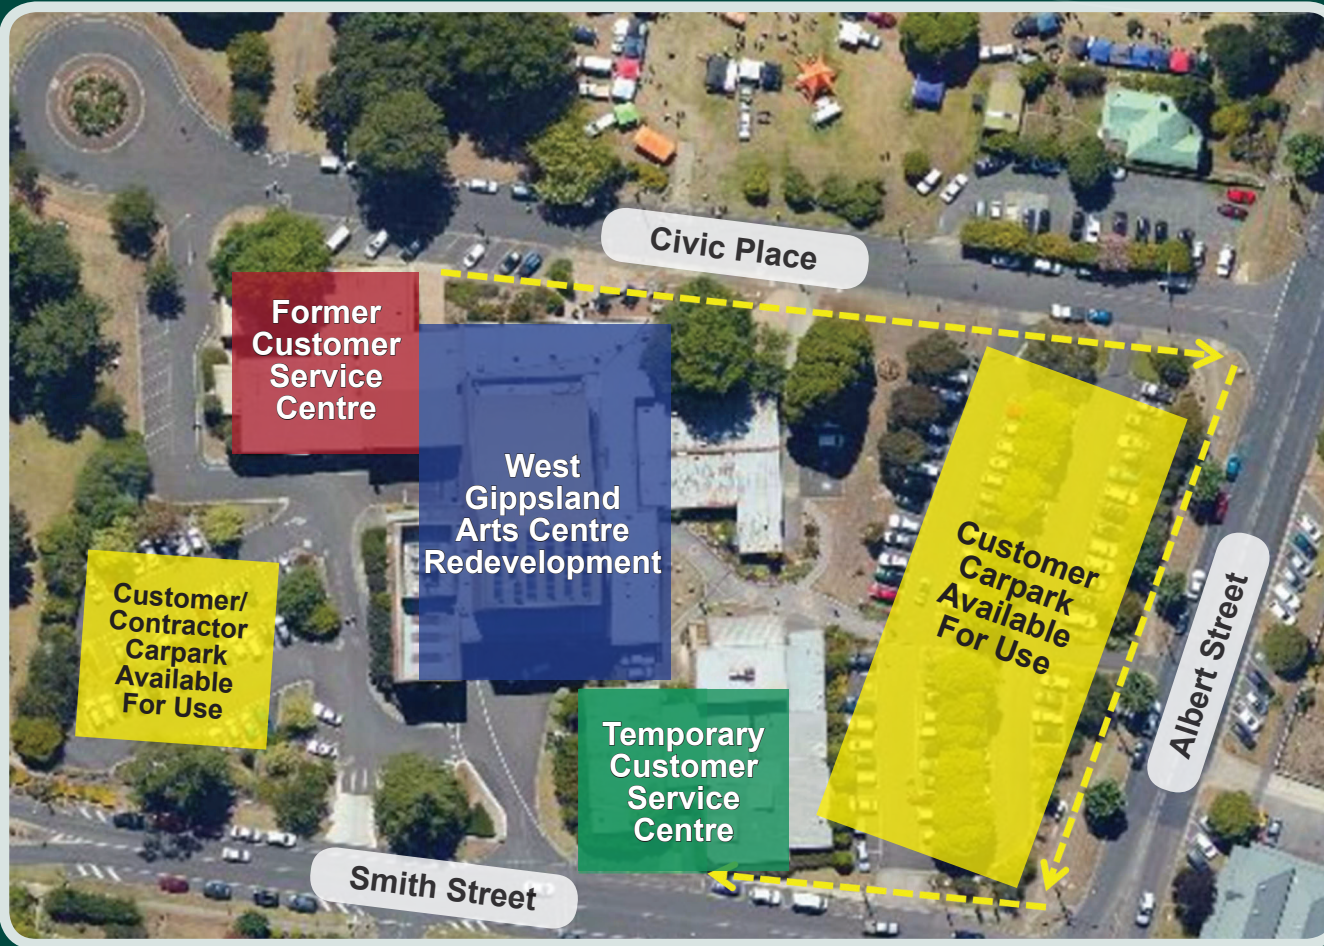 Civic Place
Former
Customer
Service
Centre
West
Gippsland
Arts Centre
Redevelopment
Customer
Carpark
Available
For Use
Customer/
Contractor
Carpark
Available
For Use
Albert Street
Temporary
Customer
Service
Centre
Smith Street